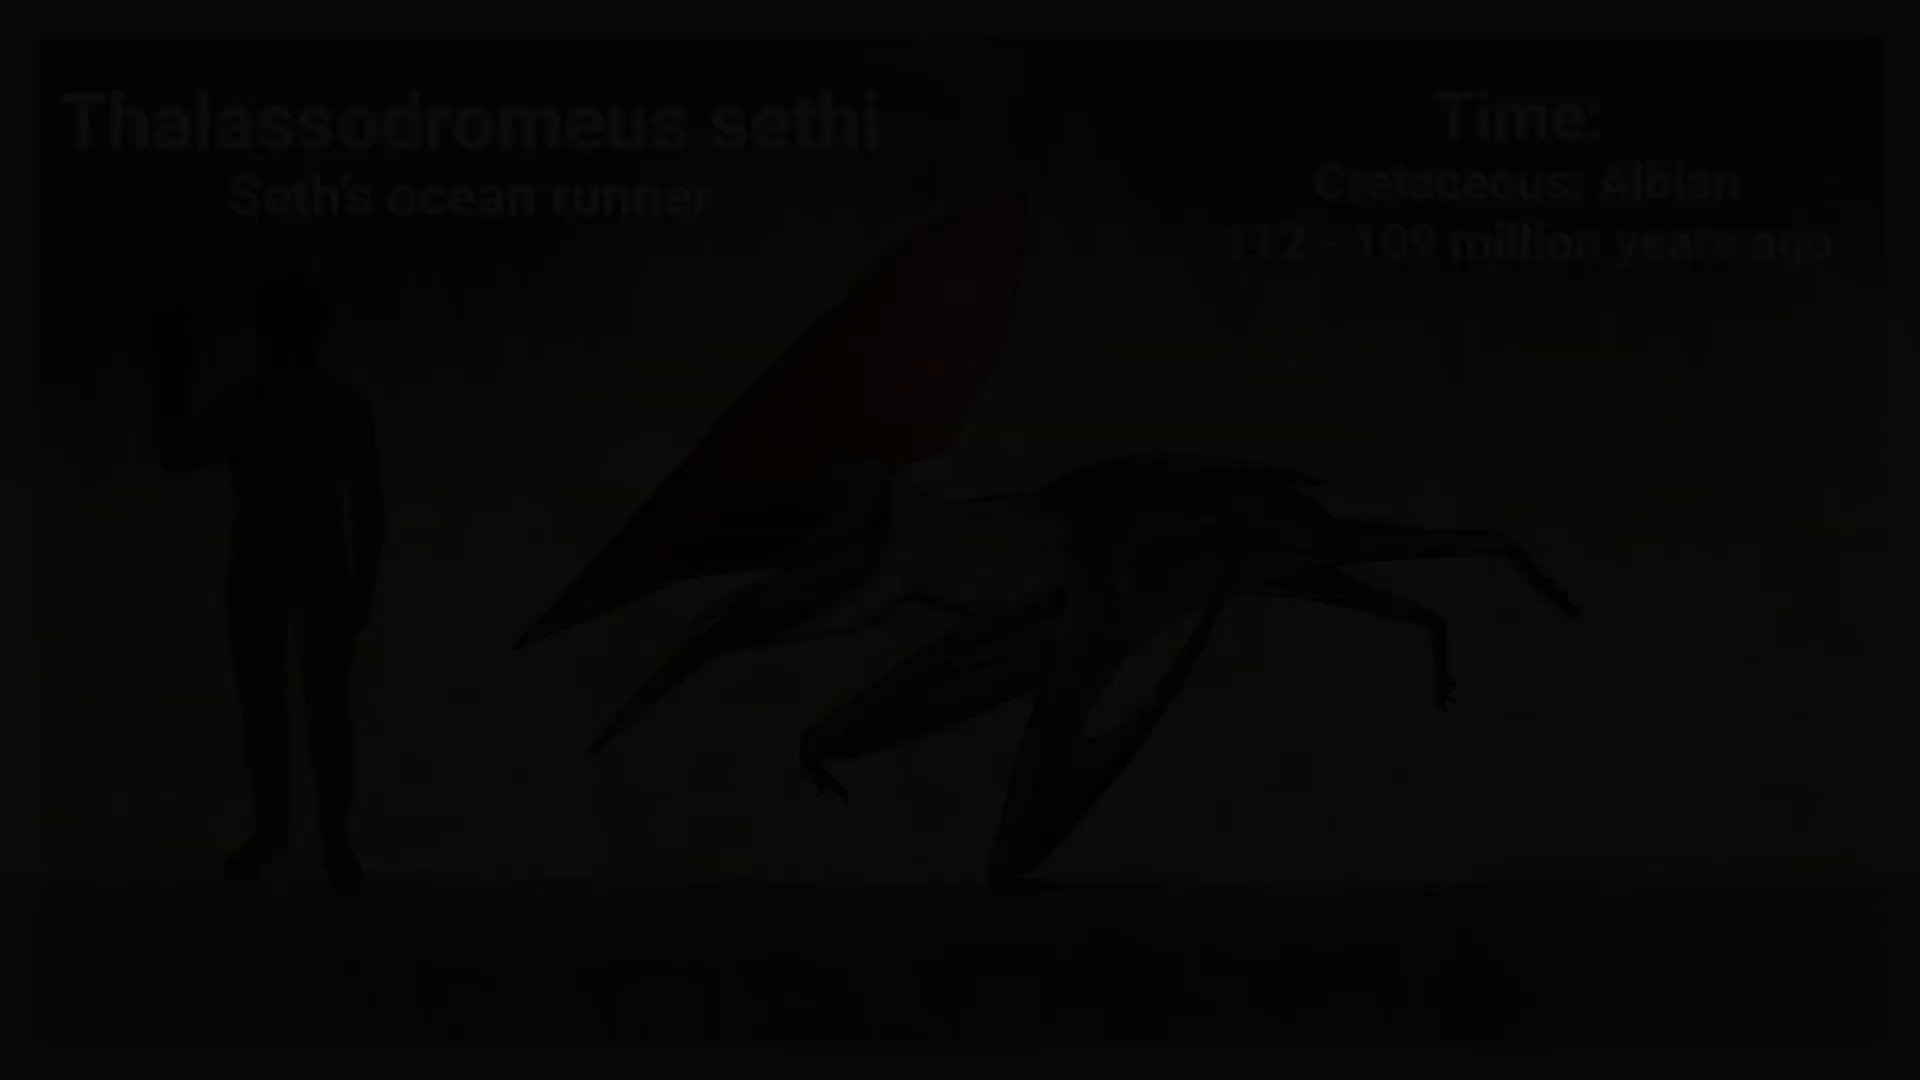 Thalassodromeus sethi
Seth's ocean runner
Time:
Cretaceous: Albian
112 - 109 million years ago